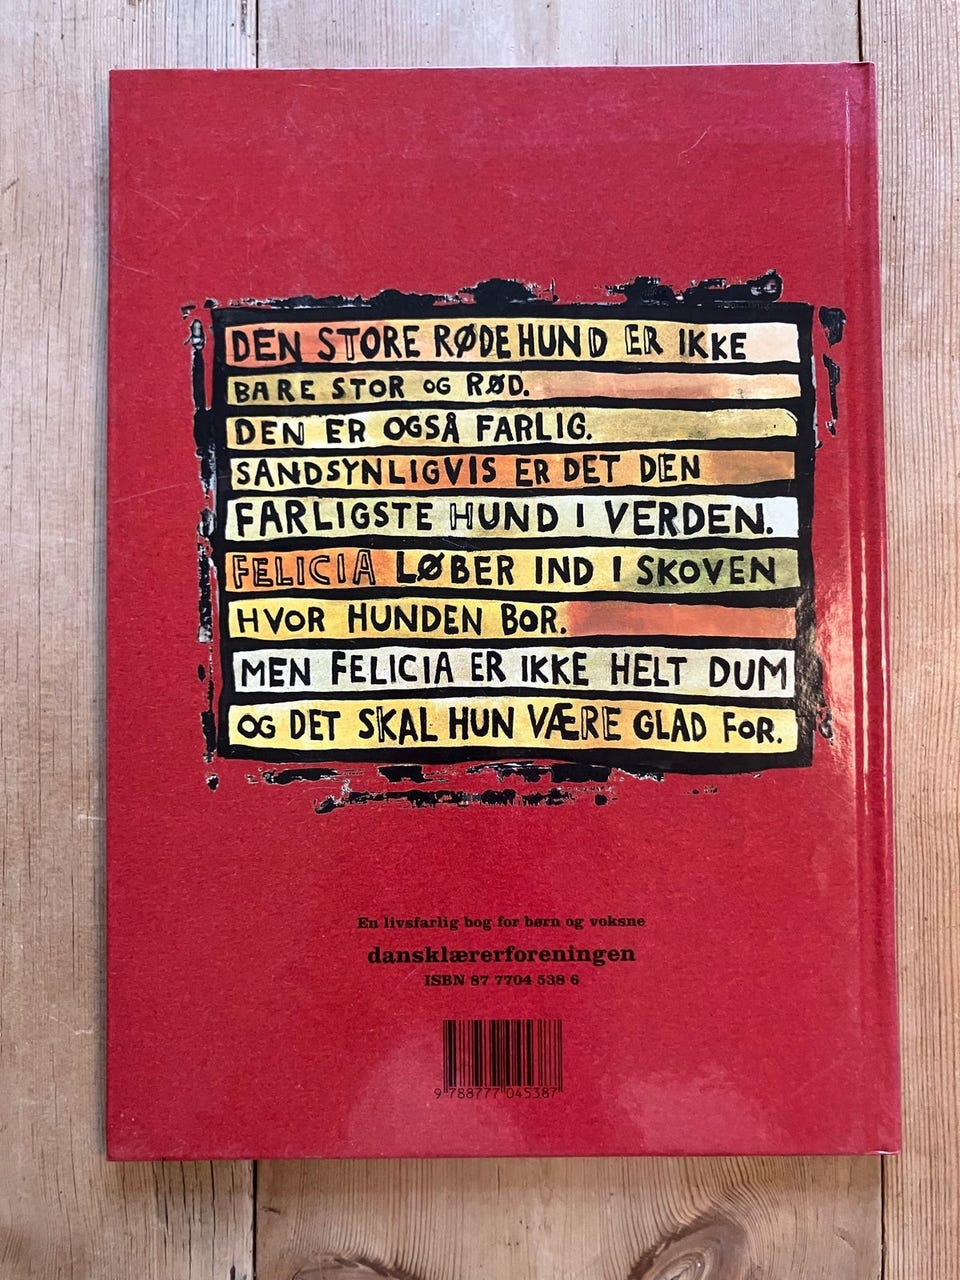 DEN STORE RØDE HUND ER IKKE
BARE STOR OG RØD.
DEN ER OGSÅ FARLIG.
SANDSYNLIGVIS ER DET DEN
FARLIGSTE HUND I VERDEN.
FELICIA LØBER IND I SKOVEN
HVOR HUNDEN BOR.
MEN FELICIA ER IKKE HELT DUM
OG DET SKAL HUN VÆRE GLAD FOR.
En livsfarlig bog for børn og voksne
dansklærerforeningen
ISBN 87 7704 538 6
9 788777 045387